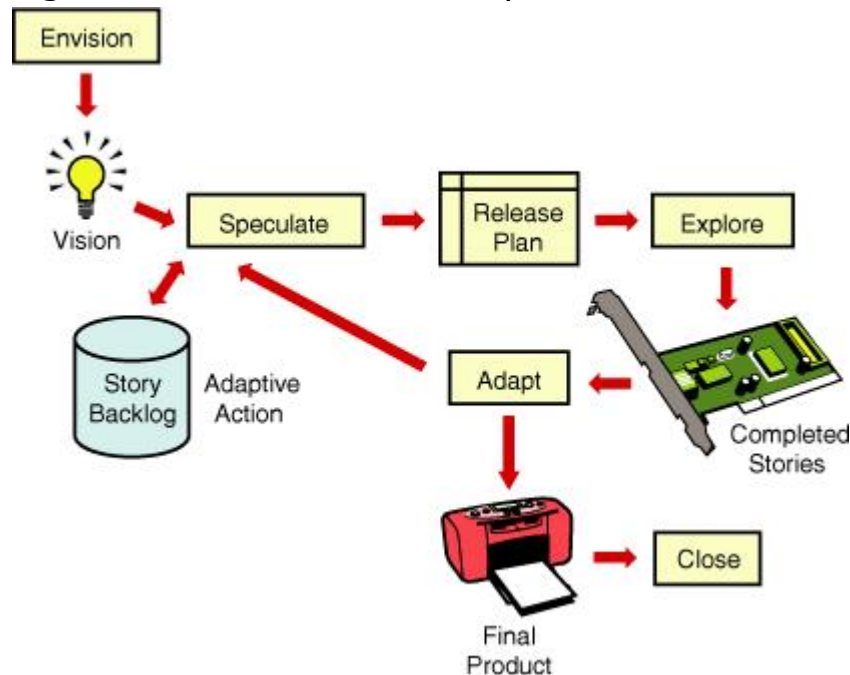 Envision
Vision
Speculate
Release
Plan
Explore
Story
Backlog
Adaptive
Action
Adapt
Completed
Stories
Final
Product
Close